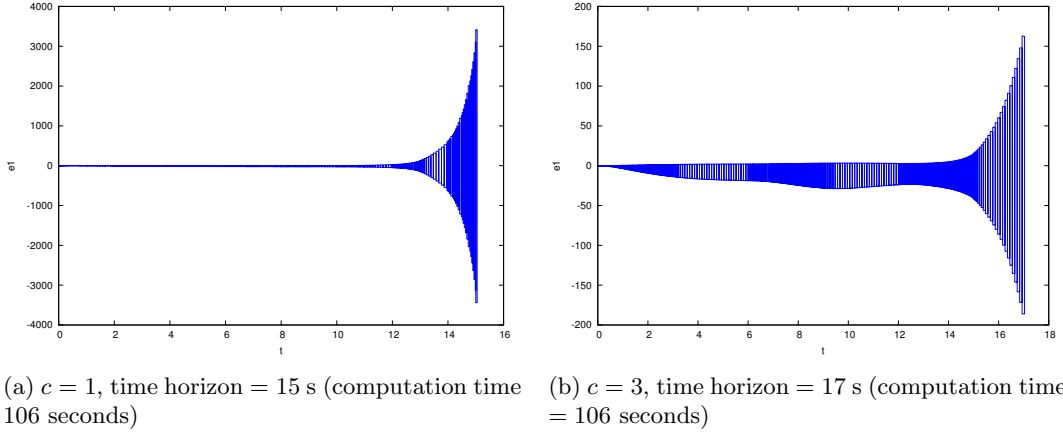 4000
3000
2000
1000
0
-1000
-2000
-3000
-4000
e1
0 2 4 6 8 10 12 14 16
t
200
150
100
50
0
-50
-100
-150
-200
e1
0 2 4 6 8 10 12 14 16 18
t
(a) c = 1, time horizon = 15 s (computation time
106 seconds)
(b) c = 3, time horizon = 17 s (computation time
= 106 seconds)